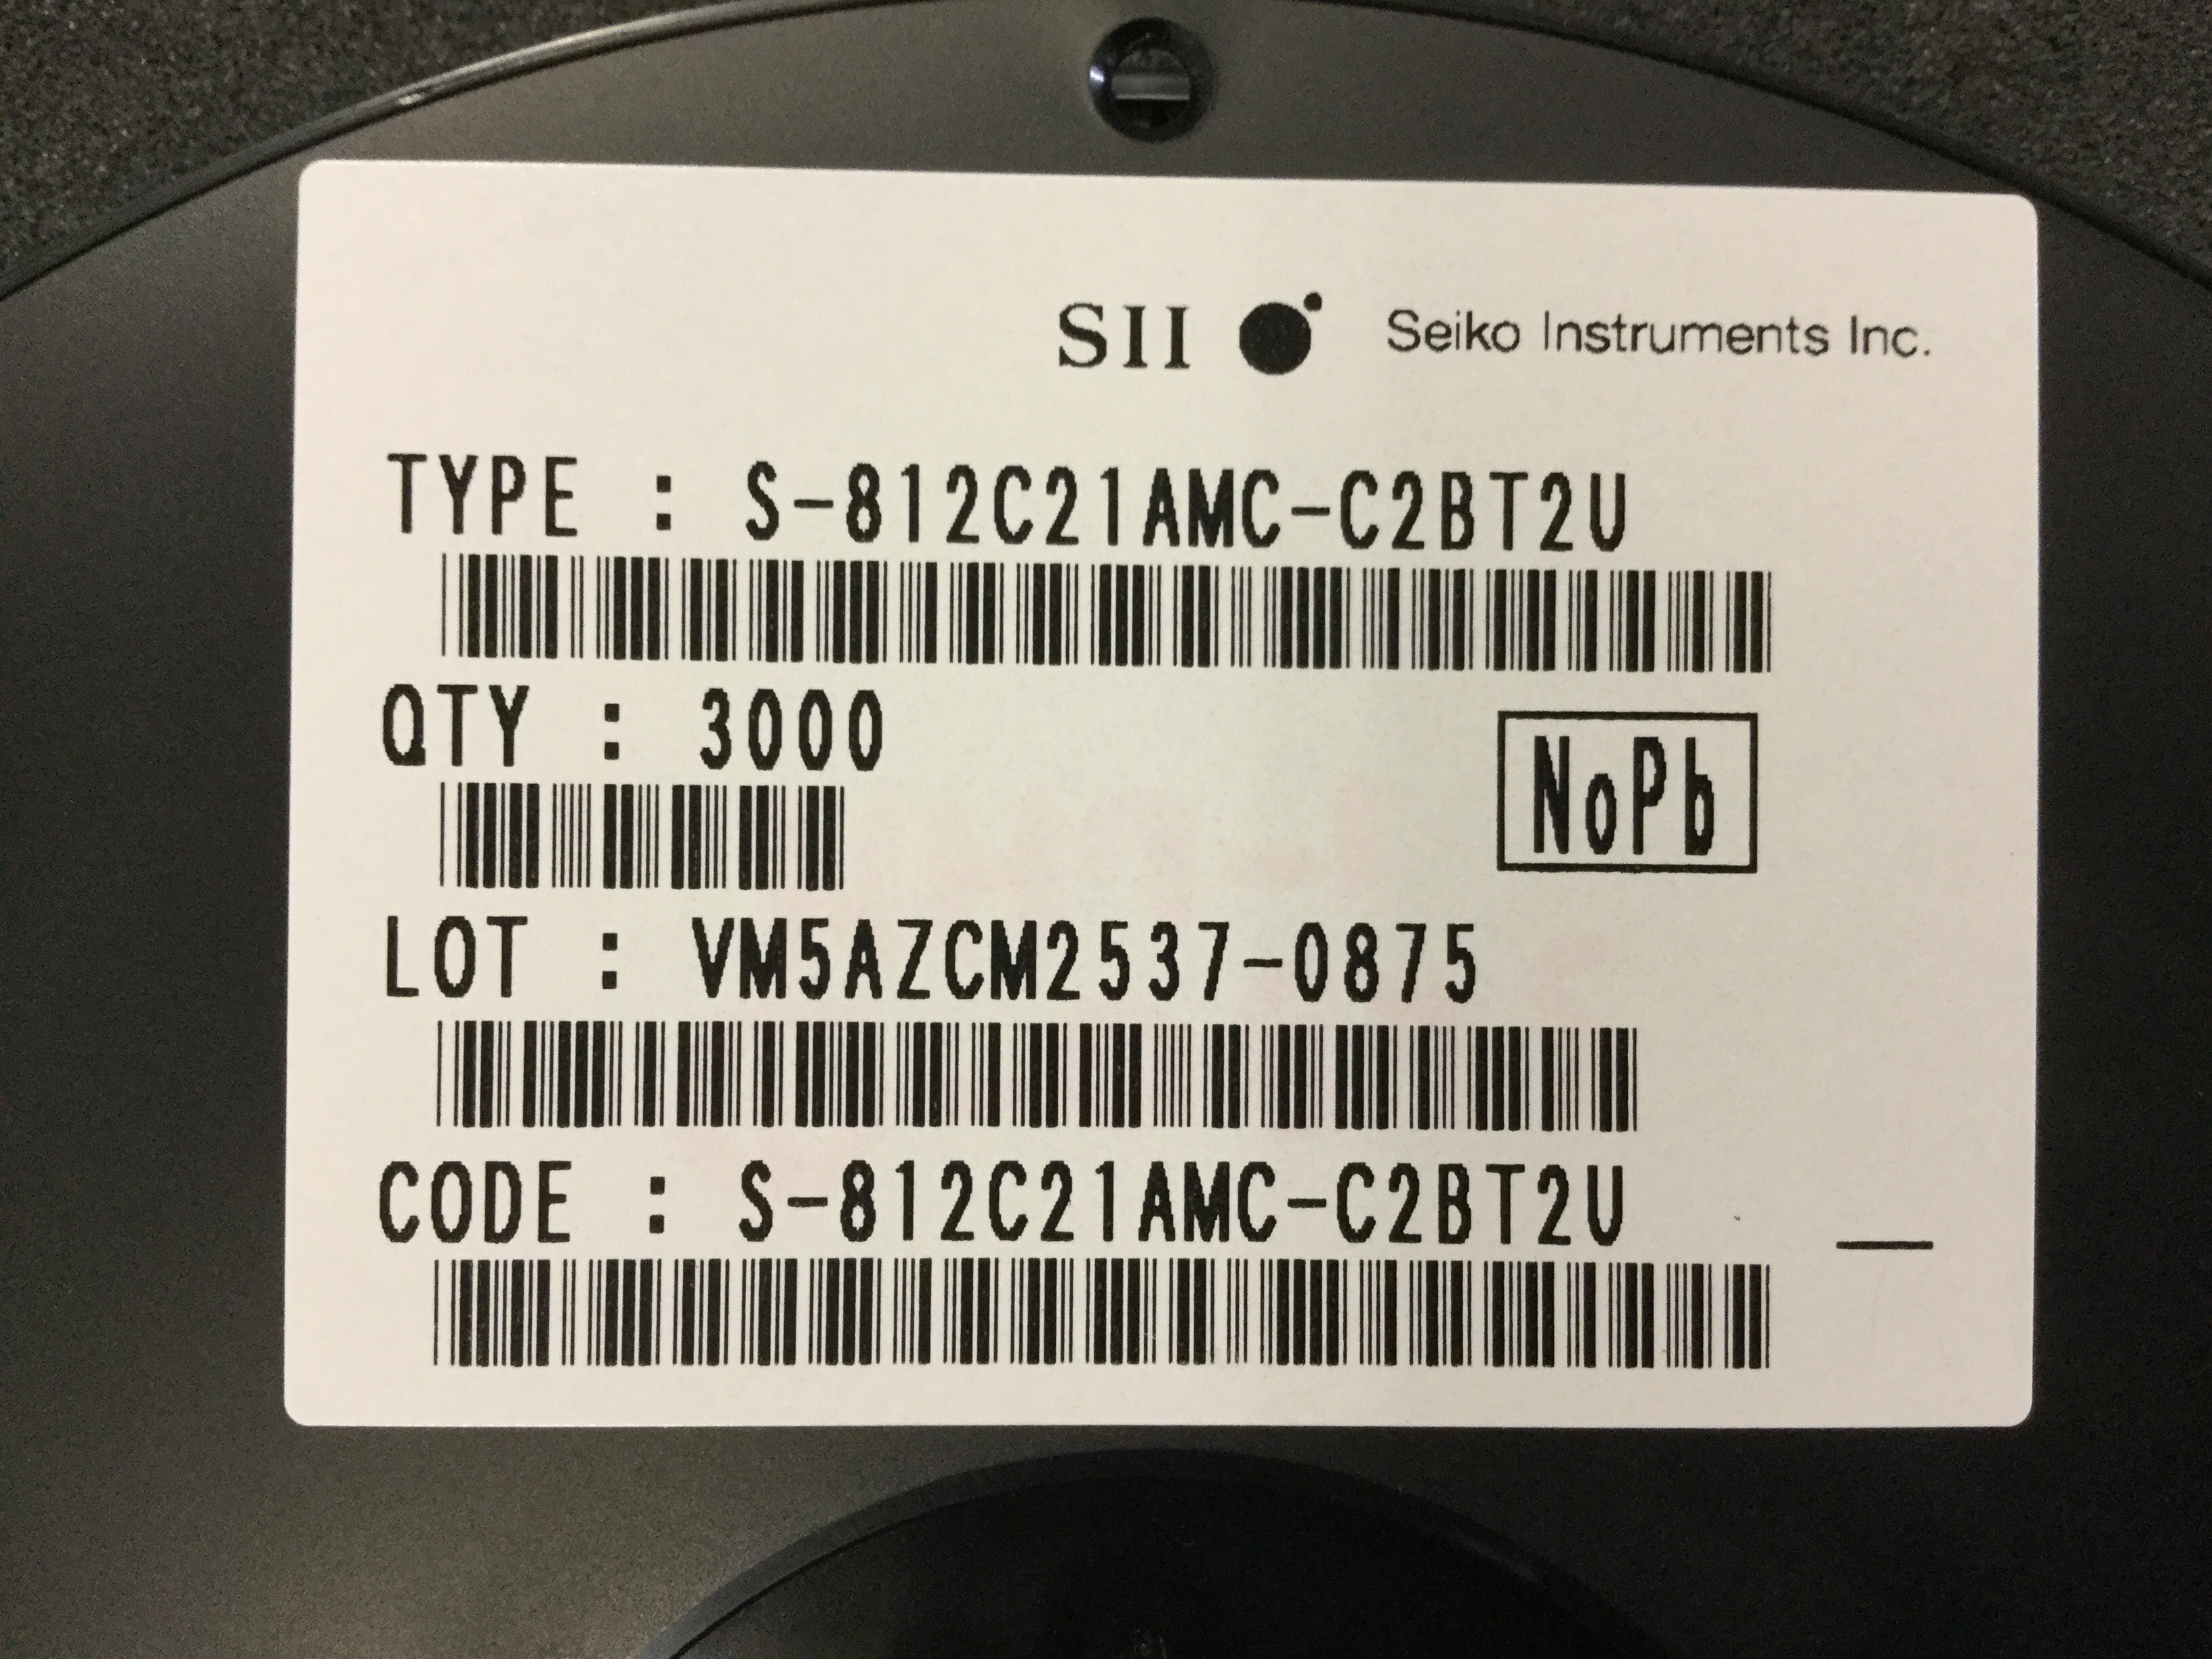 SII Seiko Instruments Inc.
TYPE : S-812C21AMC-C2BT2U
QTY : 3000
NoPb
LOT : VM5AZCM2537-0875
CODE : S-812C21AMC-C2BT2U